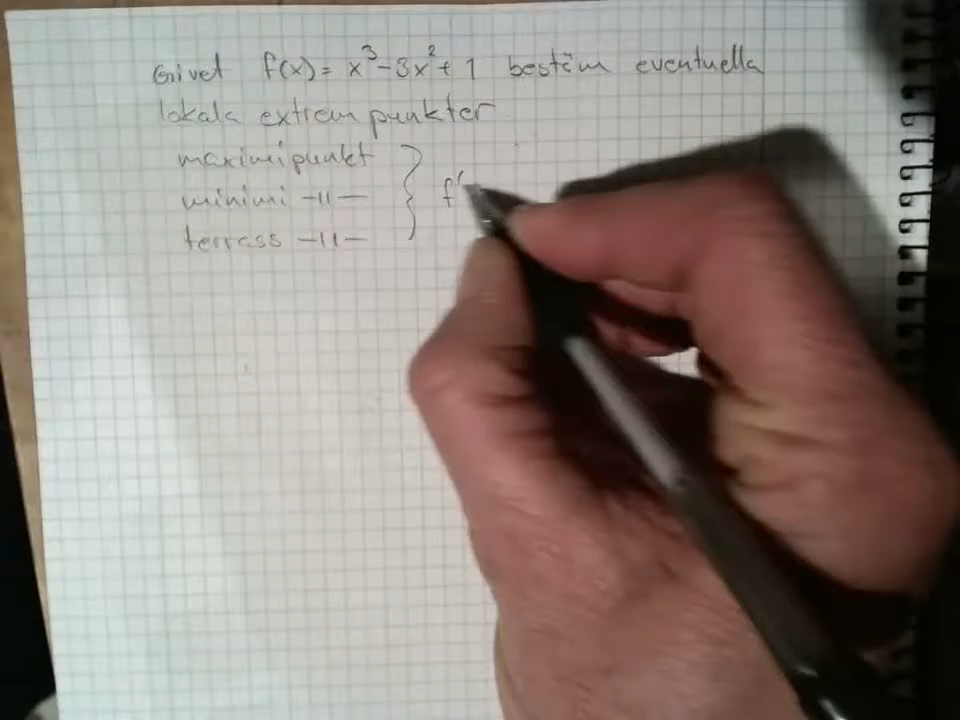 Givet f(x) = x³-3x²+1 bestäm eventuella
lokala extrempunkter
maximipunkt
minimi -11-
terrass -11-
f'